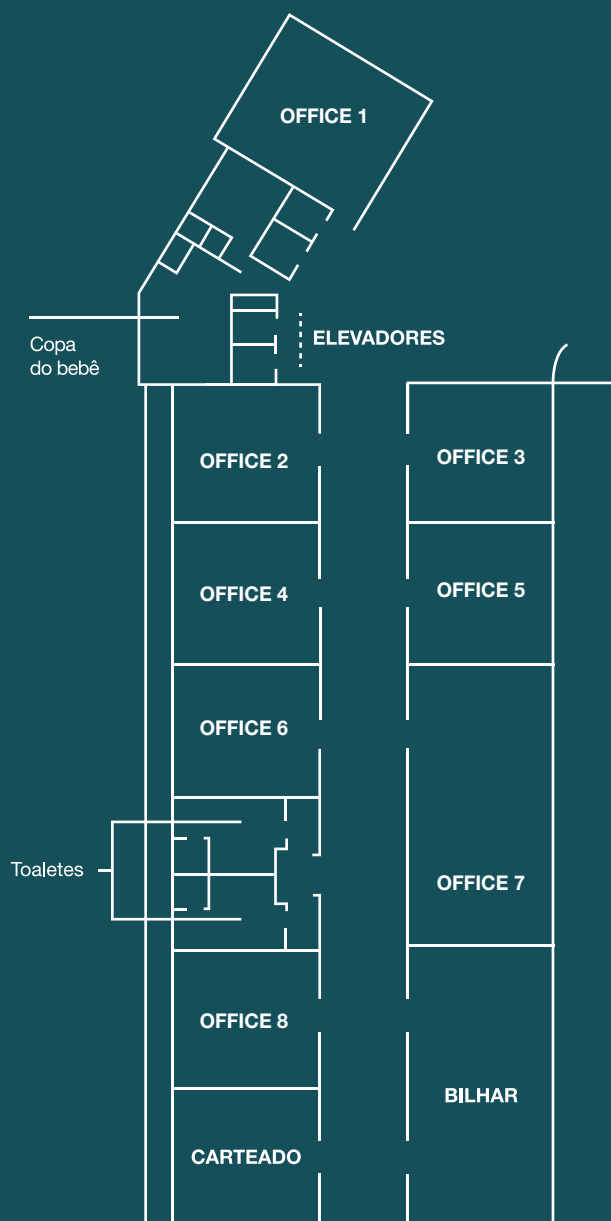 OFFICE 1
ELEVADORES
Copa
do bebê
OFFICE 2
OFFICE 3
OFFICE 4
OFFICE 5
OFFICE 6
Toaletes
OFFICE 7
OFFICE 8
BILHAR
CARTEADO